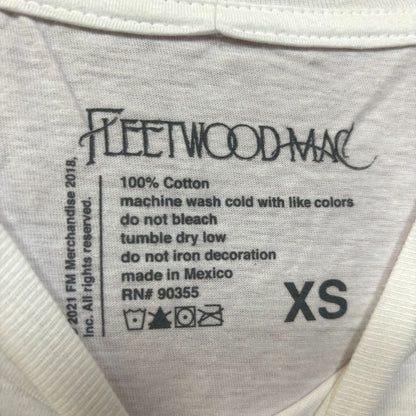 FLEETWOOD MAC
100% Cotton
machine wash cold with like colors
do not bleach
tumble dry low
do not iron decoration
made in Mexico
RN# 90355
XS
2021 FM Merchandise 2018,
Inc. All rights reserved.